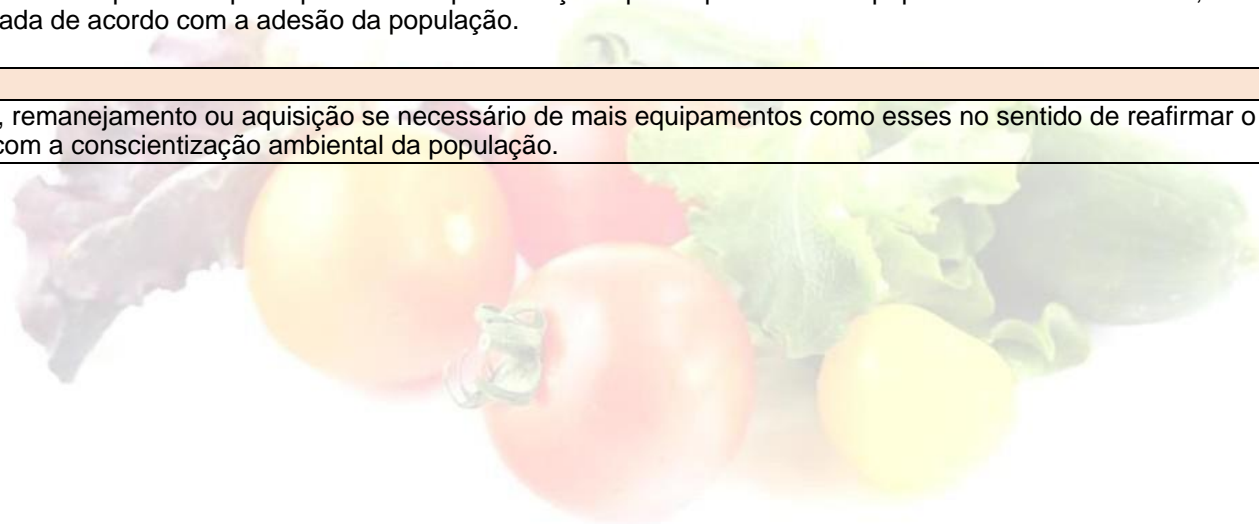 ada de acordo com a adesão da população.
, remanejamento ou aquisição se necessário de mais equipamentos como esses no sentido de reafirmar o
com a conscientização ambiental da população.